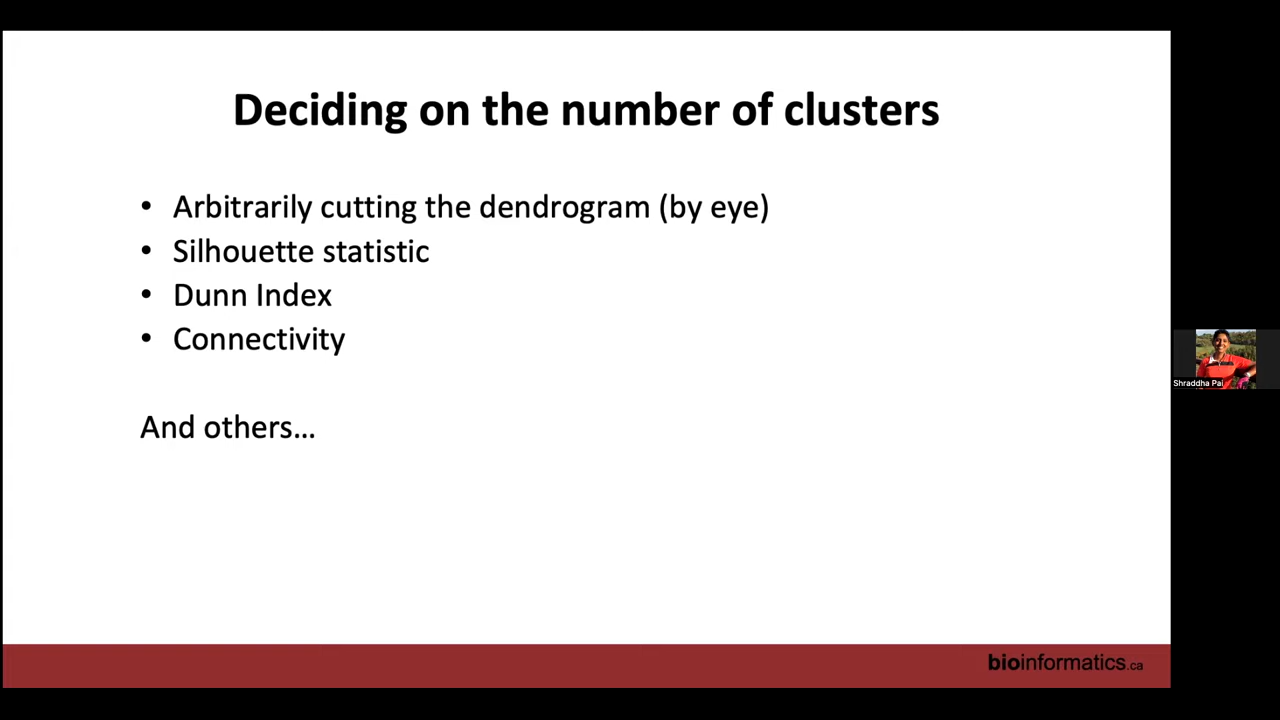 Deciding on the number of clusters
• Arbitrarily cutting the dendrogram (by eye)
• Silhouette statistic
• Dunn Index
• Connectivity
And others...
Shraddha Pai
bioinformatics.ca